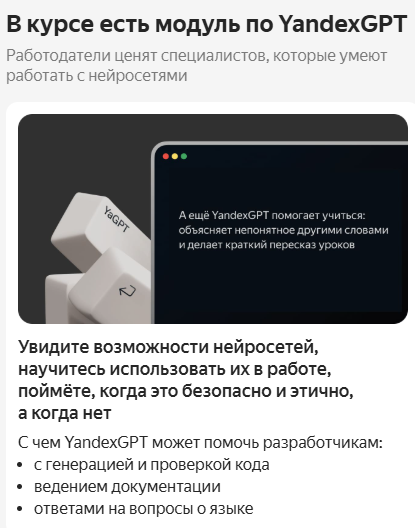 В курсе есть модуль по YandexGPT
Работодатели ценят специалистов, которые умеют
работать с нейросетями
YaGPT
А ещё YandexGPT помогает учиться:
объясняет непонятное другими словами
и делает краткий пересказ уроков
Увидите возможности нейросетей,
научитесь использовать их в работе,
поймёте, когда это безопасно и этично,
а когда нет
С чем YandexGPT может помочь разработчикам:
• с генерацией и проверкой кода
• ведением документации
• ответами на вопросы о языке